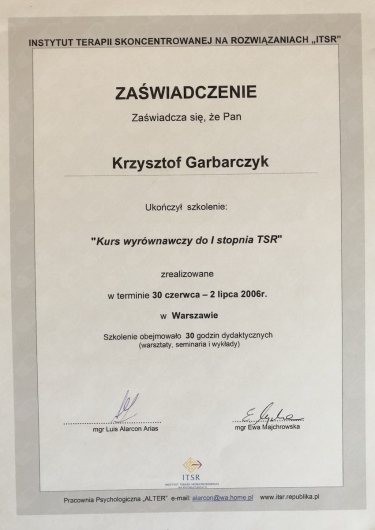 INSTYTUT TERAPII SKONCENTROWANEJ NA ROZWIĄZANIACH „ITSR"
ZAŚWIADCZENIE
Zaświadcza się, że Pan
Krzysztof Garbarczyk
Ukończył szkolenie:
"Kurs wyrównawczy do I stopnia TSR"
zrealizowane
w terminie 30 czerwca – 2 lipca 2006r.
w Warszawie
Szkolenie obejmowało 30 godzin dydaktycznych
(warsztaty, seminaria i wykłady)
mgr Luis Alarcon Arias
mgr Ewa Majchrowska
ITSR
Pracownia Psychologiczna „ALTER" e-mail: alarcon@wa.home.pl www.itsr.republika.pl